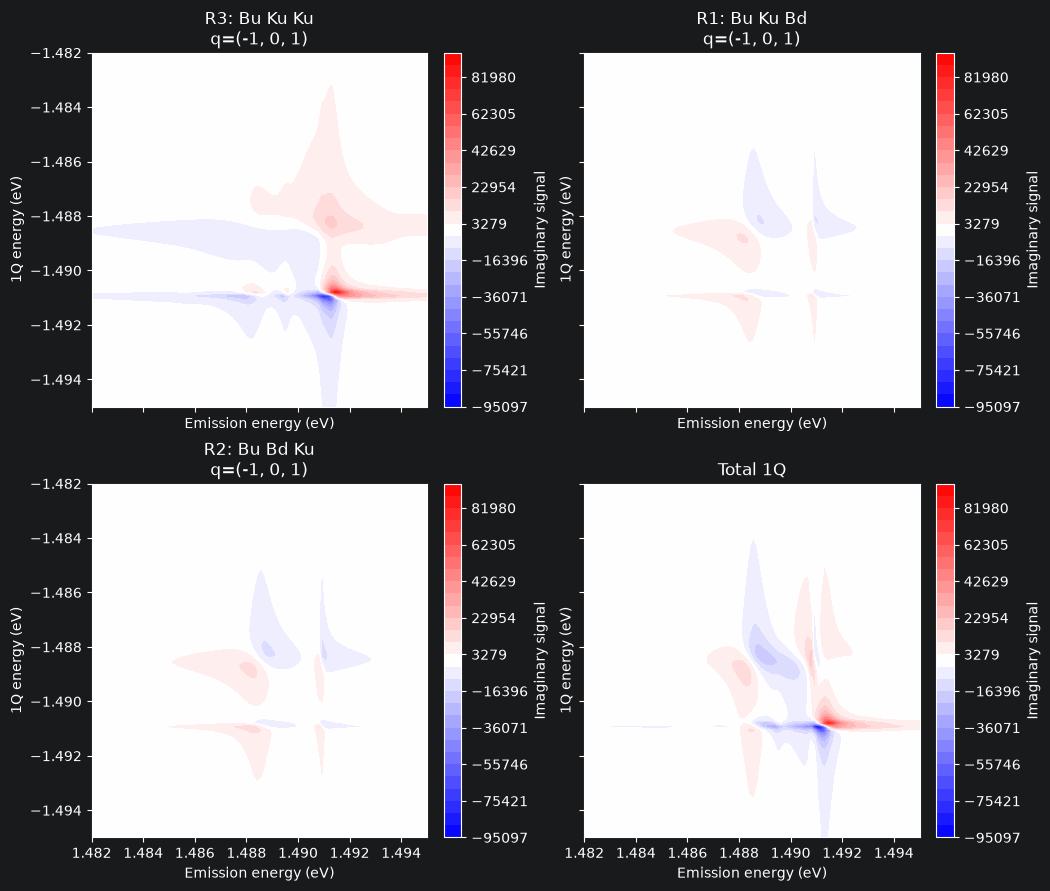 R3: Bu Ku Ku
q=(-1, 0, 1)
−1.482
−1.484
−1.486
−1.488
−1.490
−1.492
−1.494
1Q energy (eV)
Emission energy (eV)
81980
62305
42629
22954
3279
−16396
−36071
−55746
−75421
−95097
Imaginary signal
R1: Bu Ku Bd
q=(-1, 0, 1)
1Q energy (eV)
Emission energy (eV)
81980
62305
42629
22954
3279
−16396
−36071
−55746
−75421
−95097
Imaginary signal
R2: Bu Bd Ku
q=(-1, 0, 1)
−1.482
−1.484
−1.486
−1.488
−1.490
−1.492
−1.494
1Q energy (eV)
1.482 1.484 1.486 1.488 1.490 1.492 1.494
Emission energy (eV)
81980
62305
42629
22954
3279
−16396
−36071
−55746
−75421
−95097
Imaginary signal
Total 1Q
1Q energy (eV)
1.482 1.484 1.486 1.488 1.490 1.492 1.494
Emission energy (eV)
81980
62305
42629
22954
3279
−16396
−36071
−55746
−75421
−95097
Imaginary signal